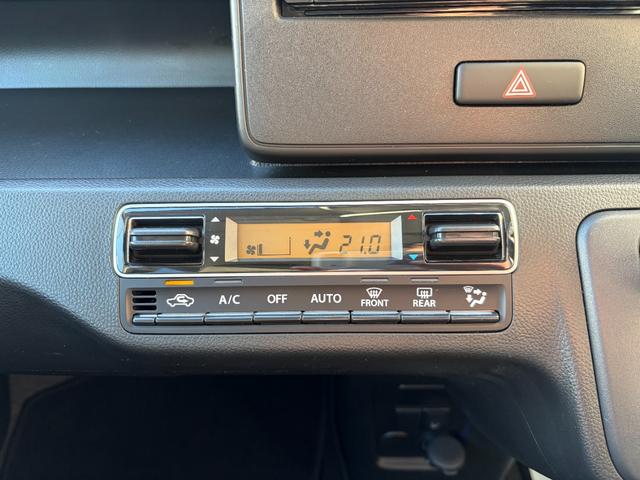 21.0
A/C OFF AUTO FRONT REAR